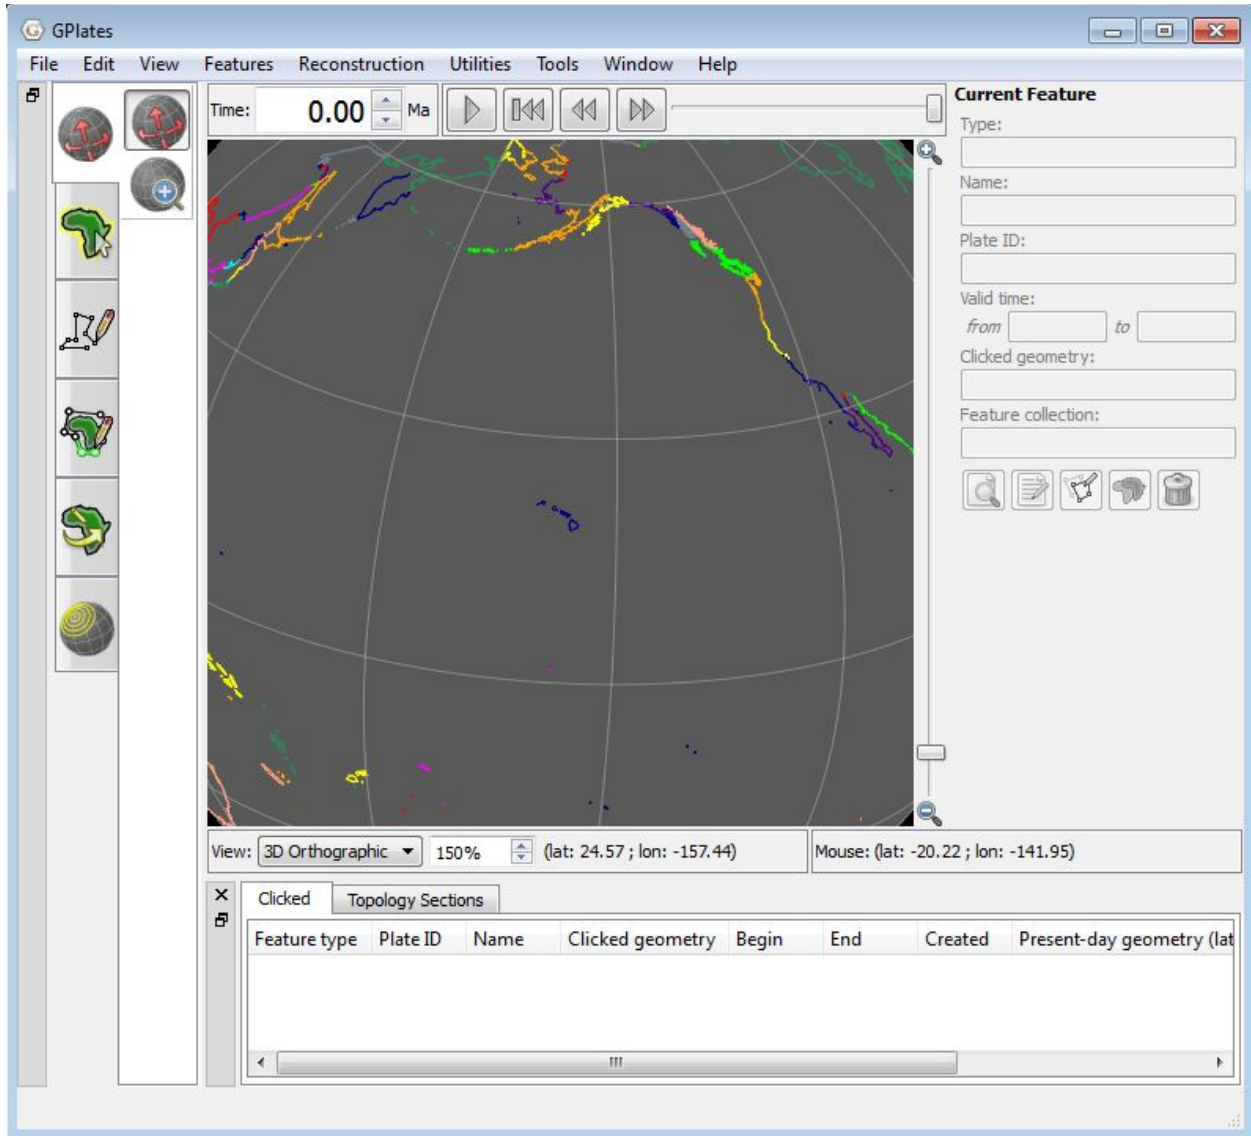 GPlates
File Edit View Features Reconstruction Utilities Tools Window Help
Time: 0.00 Ma
Current Feature
Type:
Name:
Plate ID:
Valid time:
from to
Clicked geometry:
Feature collection:
View: 3D Orthographic 150% (lat: 24.57 ; lon: -157.44) Mouse: (lat: -20.22 ; lon: -141.95)
Clicked Topology Sections
Feature type Plate ID Name Clicked geometry Begin End Created Present-day geometry (lat